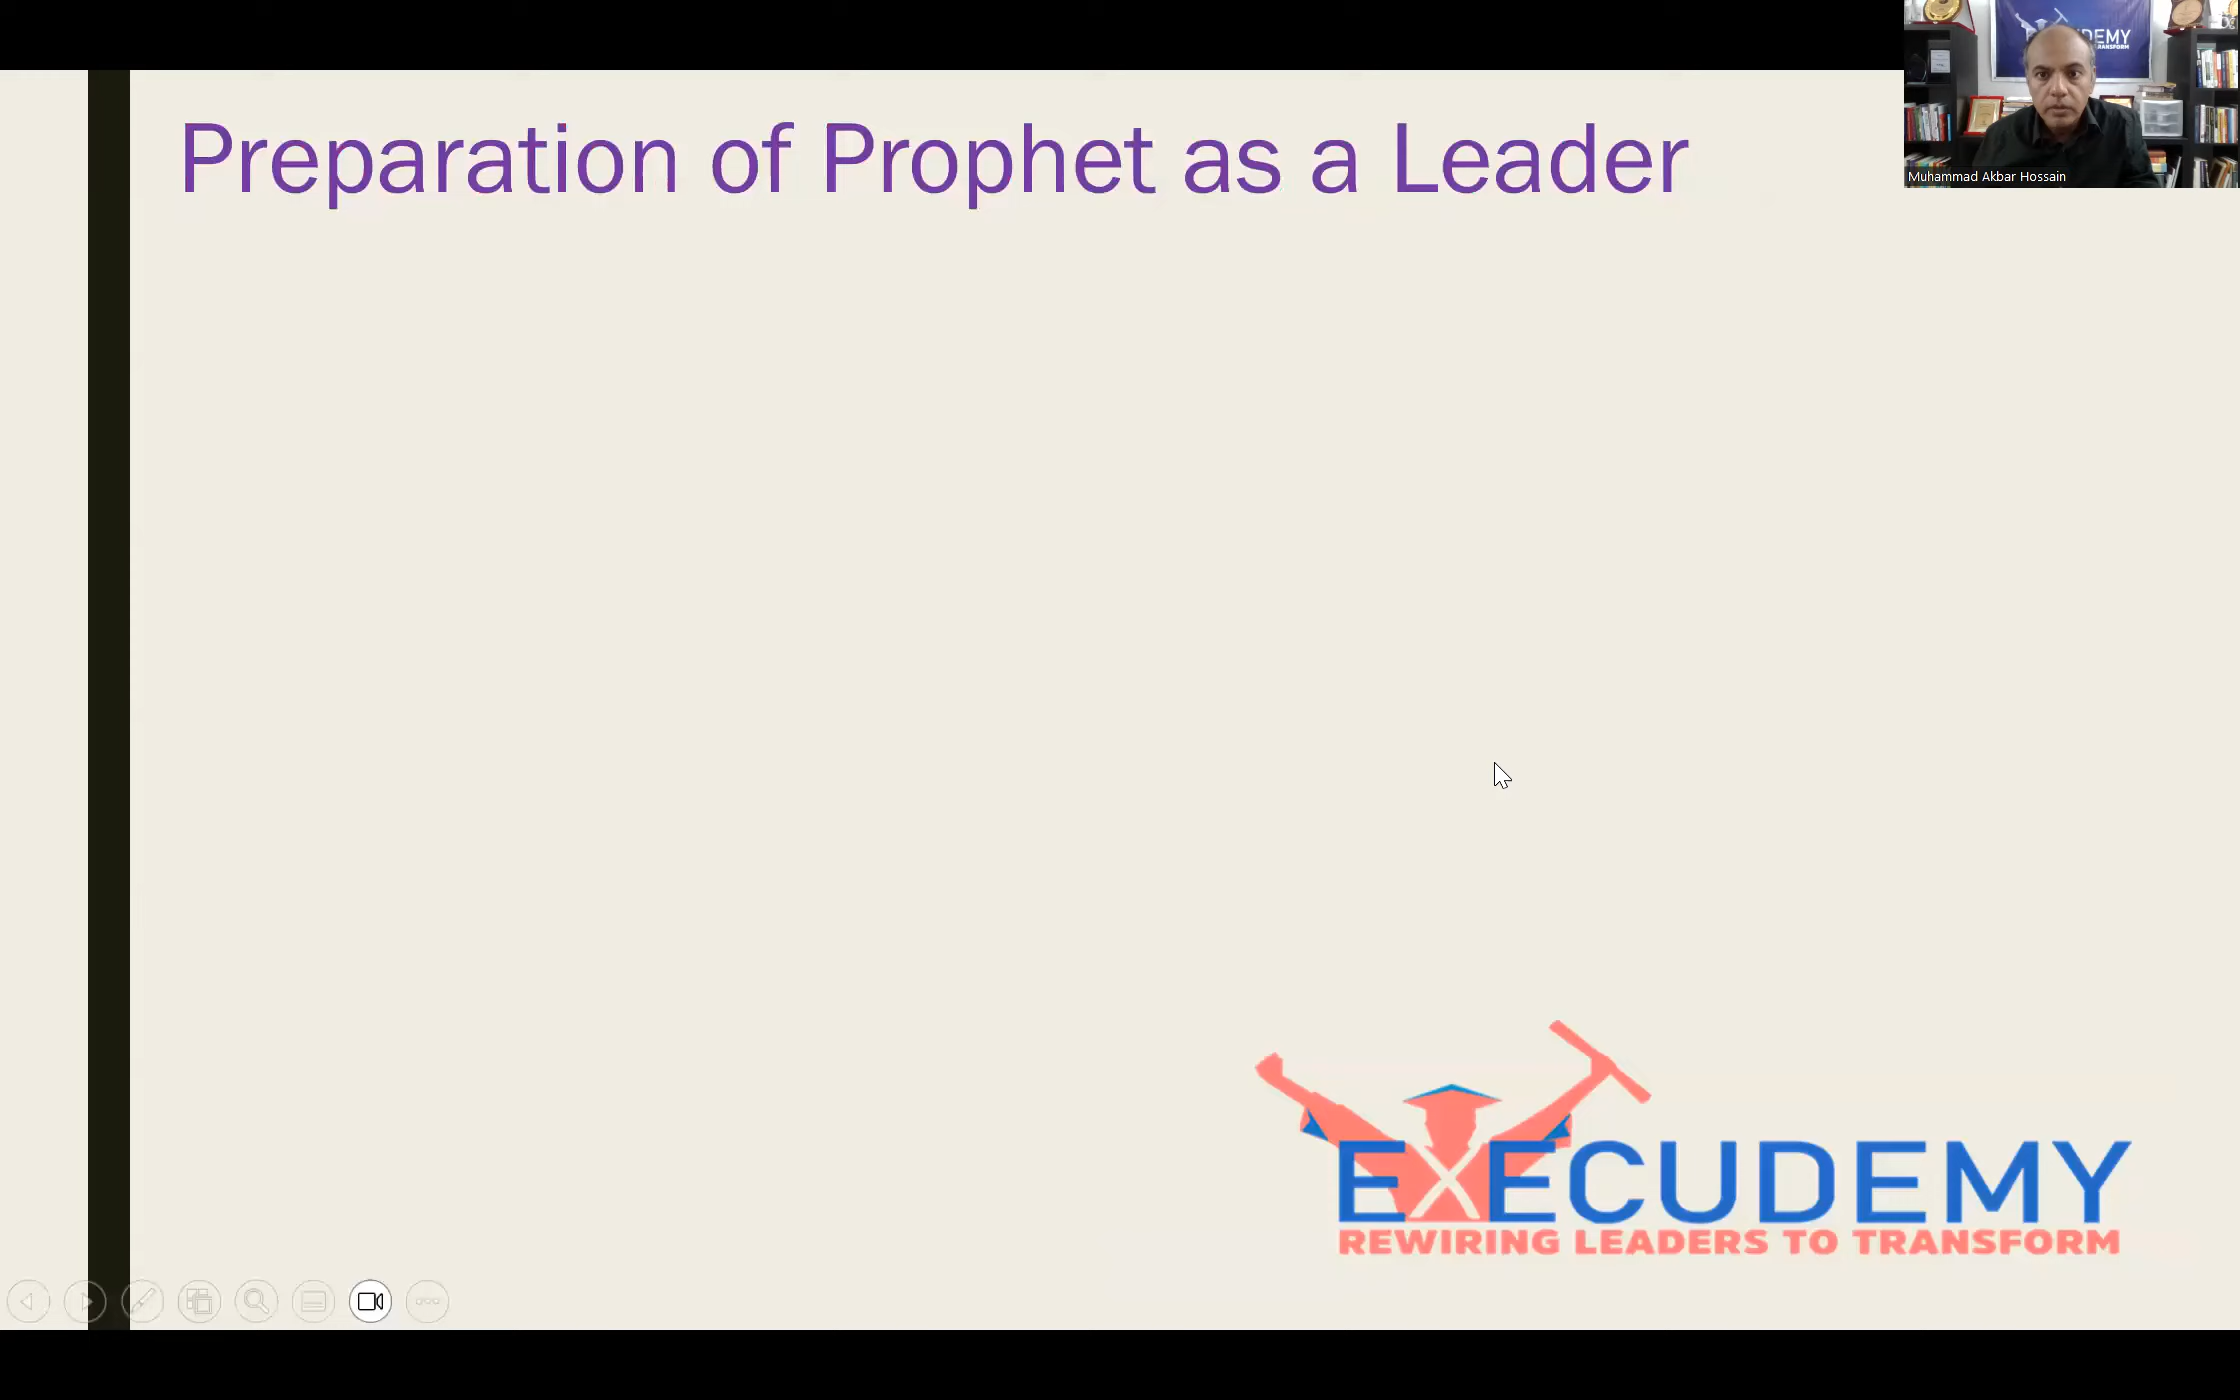 Preparation of Prophet as a Leader
Muhammad Akbar Hossain
EXECUDEMY
REWIRING LEADERS TO TRANSFORM